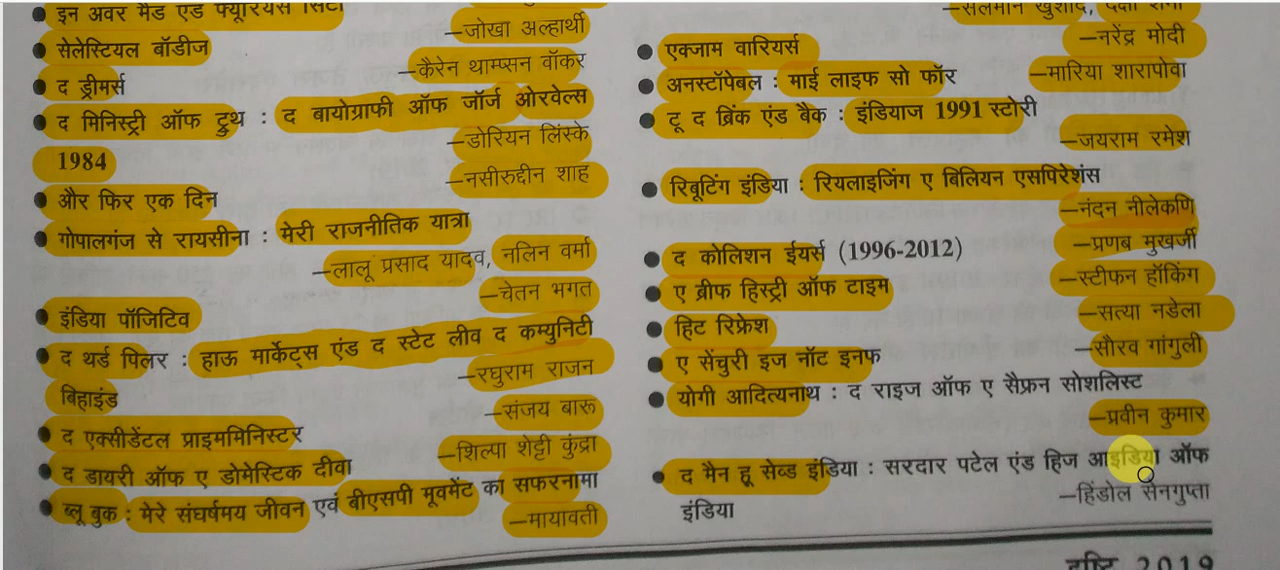 इन अवर मैड एंड फ्यूरियस सिटी
—जोखा अल्हार्थी
● सेलेस्टियल बॉडीज
—कैरेन थाम्प्सन वॉकर
● द ड्रीमर्स
● द मिनिस्ट्री ऑफ ट्रुथ : द बायोग्राफी ऑफ जॉर्ज ओरवेल्स
1984 —डोरियन लिंस्के
—नसीरुद्दीन शाह
● और फिर एक दिन
● गोपालगंज से रायसीना : मेरी राजनीतिक यात्रा
—लालू प्रसाद यादव, नलिन वर्मा
—चेतन भगत
● इंडिया पॉजिटिव
● द थर्ड पिलर : हाऊ मार्केट्स एंड द स्टेट लीव द कम्युनिटी
बिहाइंड —रघुराम राजन
—संजय बारू
● द एक्सीडेंटल प्राइममिनिस्टर
—शिल्पा शेट्टी कुंद्रा
● द डायरी ऑफ ए डोमेस्टिक दीवा
● ब्लू बुक : मेरे संघर्षमय जीवन एवं बीएसपी मूवमेंट का सफरनामा
—मायावती
—सलमान खुर्शीद,
● एक्जाम वारियर्स —नरेंद्र मोदी
● अनस्टॉपेबल : माई लाइफ सो फॉर —मारिया शारापोवा
● टू द ब्रिंक एंड बैक : इंडियाज 1991 स्टोरी
—जयराम रमेश
● रिबूटिंग इंडिया : रियलाइजिंग ए बिलियन एसपिरेशंस
—नंदन नीलेकणि
● द कोलिशन ईयर्स (1996-2012) —प्रणब मुखर्जी
● ए ब्रीफ हिस्ट्री ऑफ टाइम —स्टीफन हॉकिंग
● हिट रिफ्रेश —सत्या नडेला
● ए सेंचुरी इज नॉट इनफ —सौरव गांगुली
● योगी आदित्यनाथ : द राइज ऑफ ए सैफ्रन सोशलिस्ट
—प्रवीन कुमार
● द मैन हू सेव्ड इंडिया : सरदार पटेल एंड हिज आइडिया ऑफ
इंडिया —हिंडोल सेनगुप्ता
दृष्टि 2019